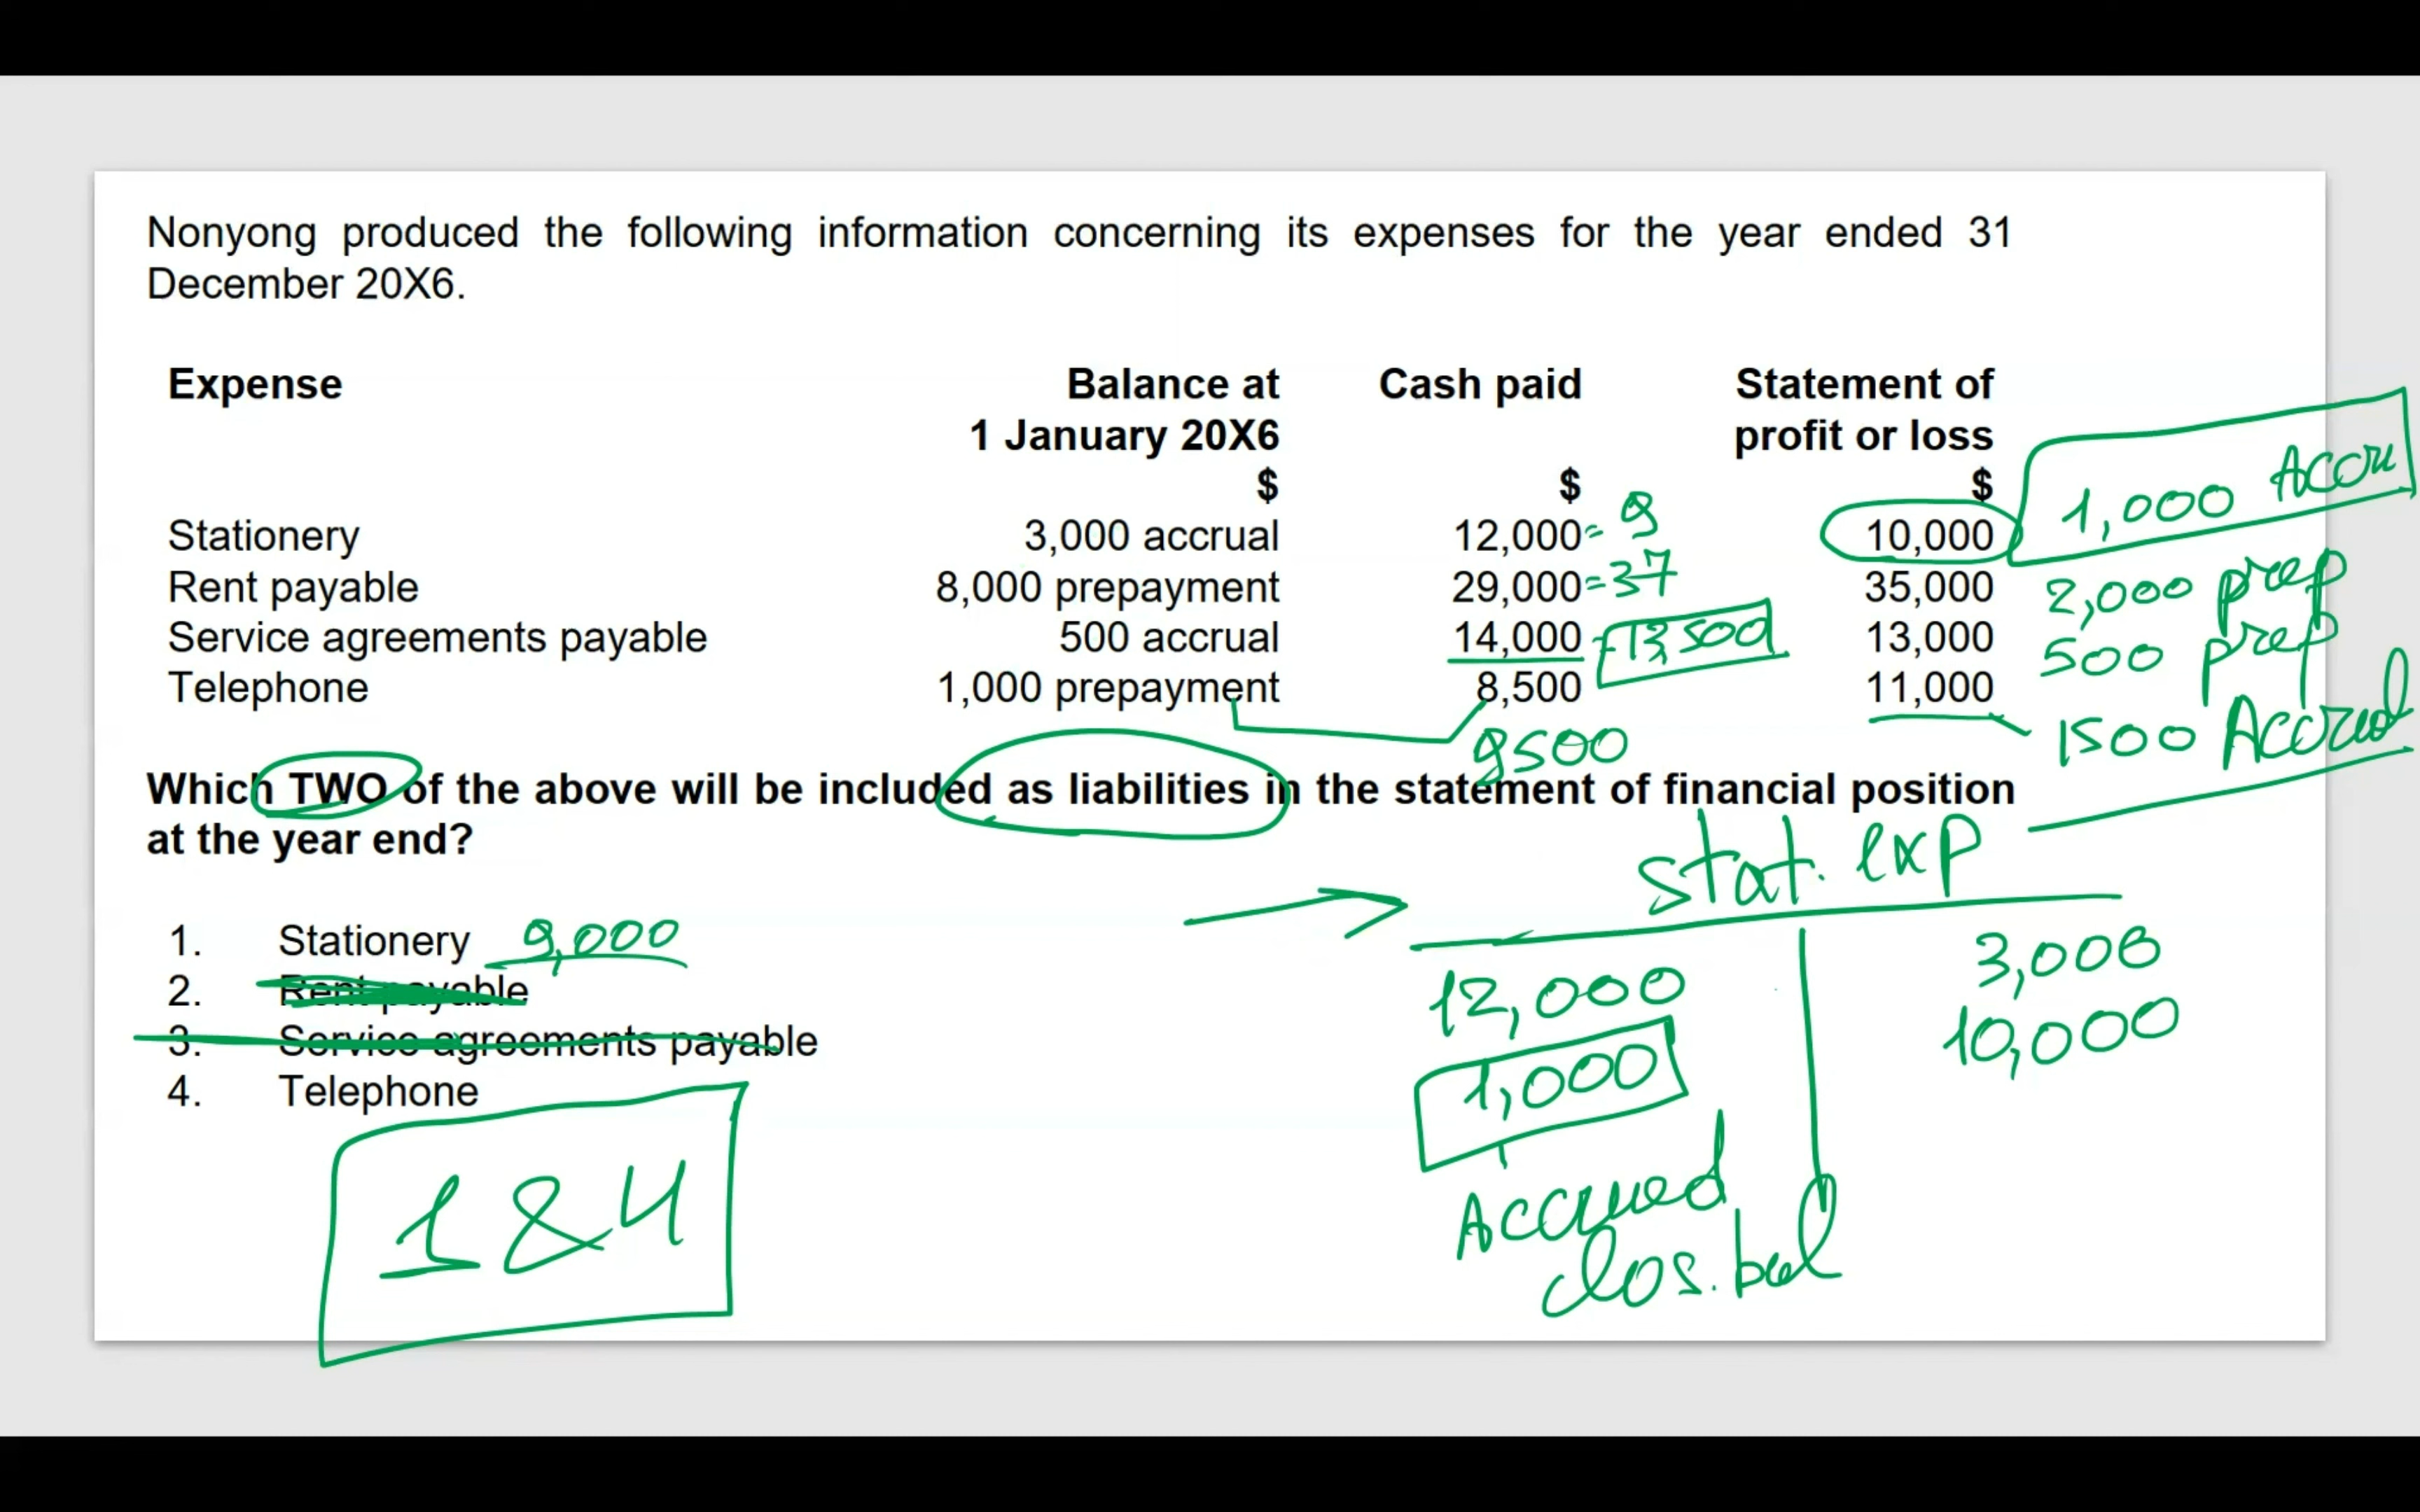 Nonyong produced the following information concerning its expenses for the year ended 31
December 20X6.
Expense Balance at Cash paid Statement of
1 January 20X6 profit or loss
$ $ $ 1,000 Accru
Stationery 3,000 accrual 12,000 = 9 10,000
Rent payable 8,000 prepayment 29,000 = 37 35,000 2,000 prep
Service agreements payable 500 accrual 14,000 = 13,500 13,000 500 prep
Telephone 1,000 prepayment 8,500 11,000 1500 Accrual
9500
Which TWO of the above will be included as liabilities in the statement of financial position
at the year end?
stat. exp
1. Stationery 9,000
2. Rent payable
3. Service agreements payable
4. Telephone
12,000 3,000
1,000 10,000
Accrued
clos. bal
1 & 4